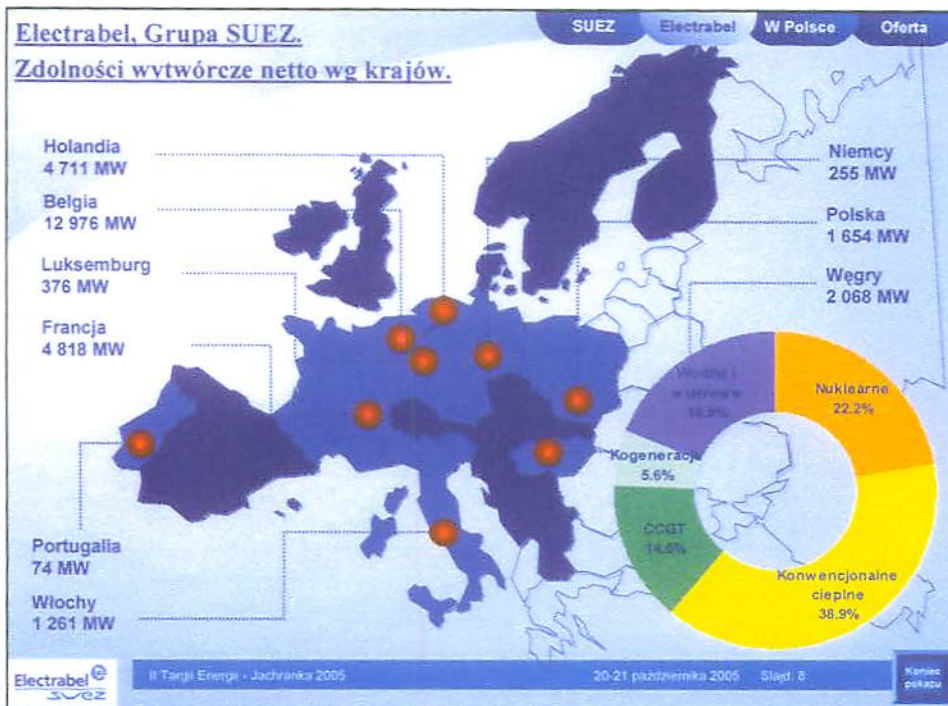 Electrabel, Grupa SUEZ.
Zdolności wytwórcze netto wg krajów.
SUEZ
Electrabel
W Polsce
Oferta
Holandia
4 711 MW
Belgia
12 976 MW
Luksemburg
376 MW
Francja
4 818 MW
Portugalia
74 MW
Włochy
1 261 MW
Niemcy
255 MW
Polska
1 654 MW
Węgry
2 068 MW
Nuklearne
22.2%
Konwencjonalne
cieplne
38.9%
CCGT
Kogeneracja
5.6%
Wodne i
Electrabel
suez
II Targi Energii - Jachranka 2005
20-21 października 2005
Slajd: 8
Koniec
pokazu